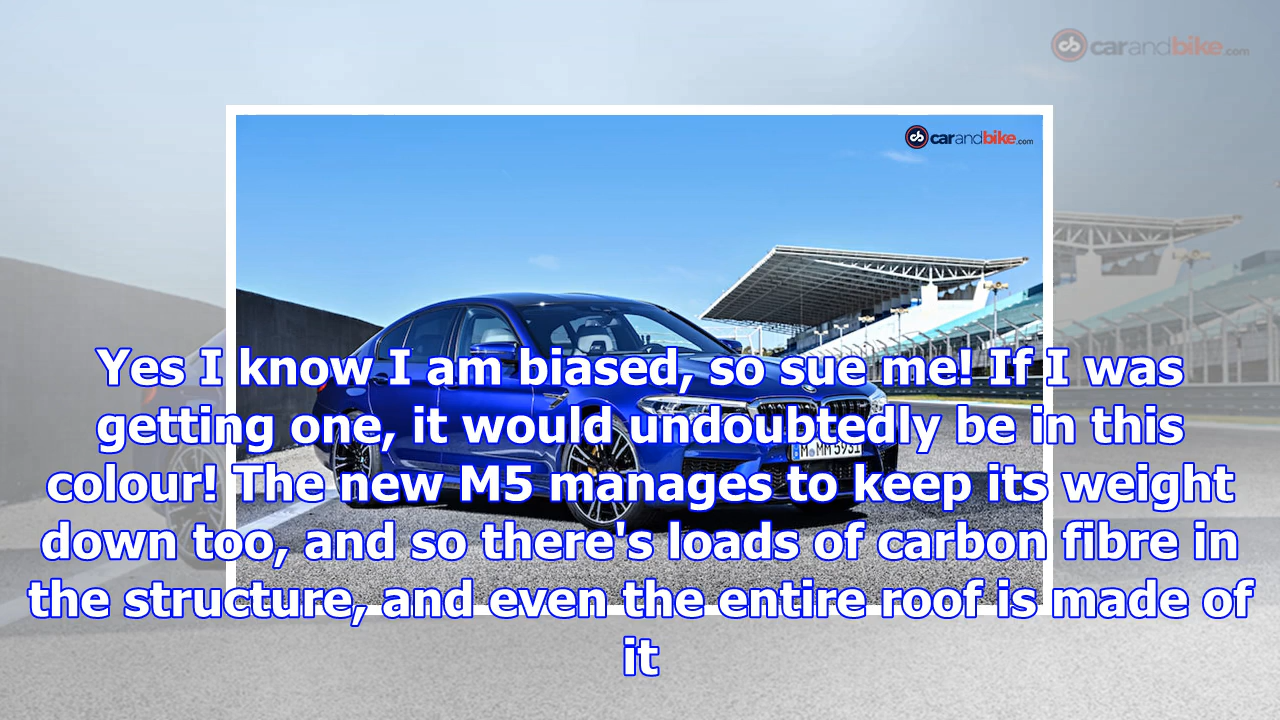 carandbike.com
carandbike.com
Yes I know I am biased, so sue me! If I was
getting one, it would undoubtedly be in this
colour! The new M5 manages to keep its weight
down too, and so there's loads of carbon fibre in
the structure, and even the entire roof is made of
it